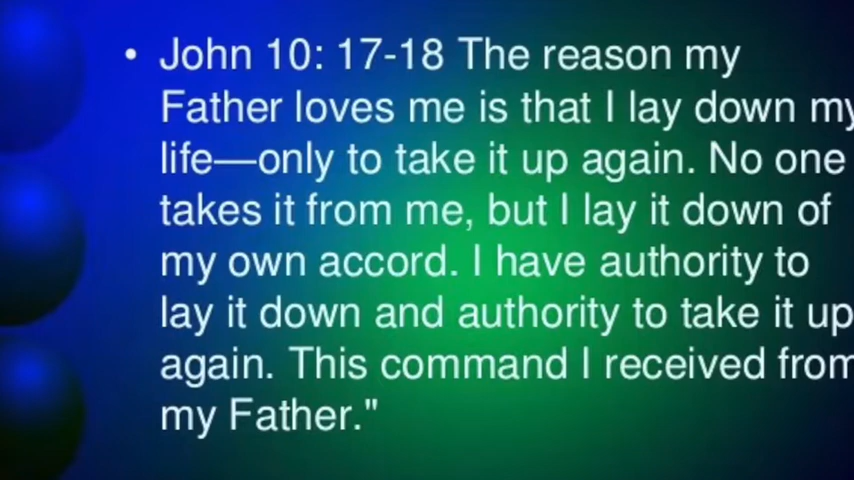 • John 10: 17-18 The reason my
Father loves me is that I lay down my
life—only to take it up again. No one
takes it from me, but I lay it down of
my own accord. I have authority to
lay it down and authority to take it up
again. This command I received from
my Father."